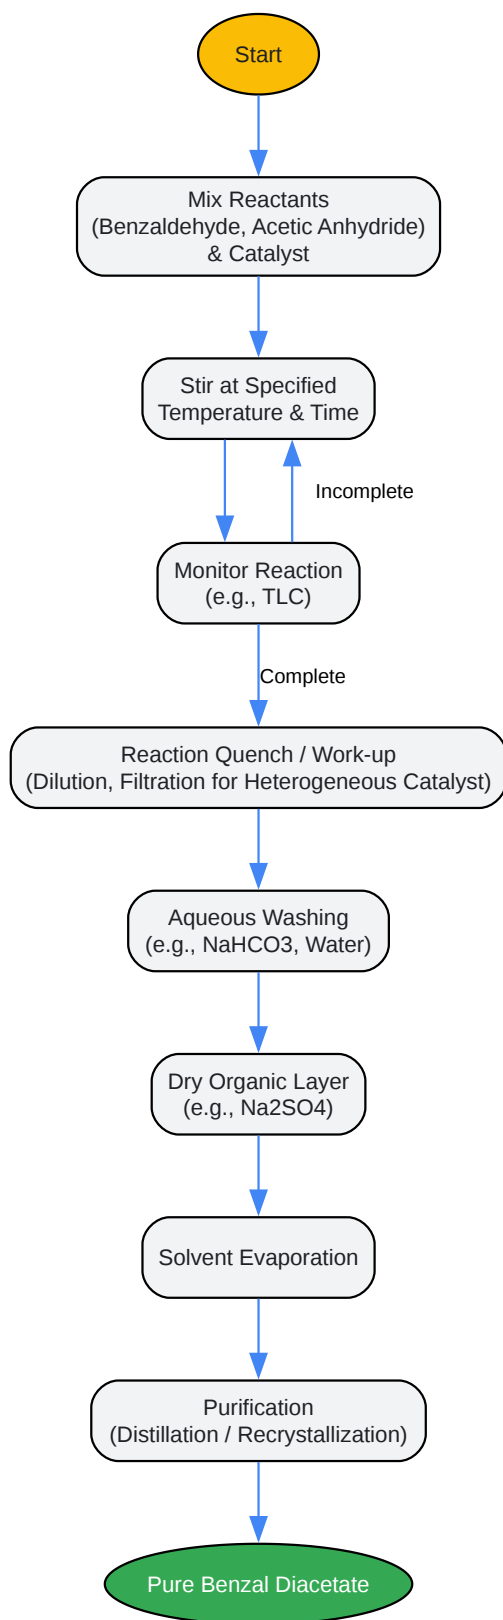 Start
Mix Reactants
(Benzaldehyde, Acetic Anhydride)
& Catalyst
Stir at Specified
Temperature & Time
Incomplete
Monitor Reaction
(e.g., TLC)
Complete
Reaction Quench / Work-up
(Dilution, Filtration for Heterogeneous Catalyst)
Aqueous Washing
(e.g., NaHCO3, Water)
Dry Organic Layer
(e.g., Na2SO4)
Solvent Evaporation
Purification
(Distillation / Recrystallization)
Pure Benzal Diacetate